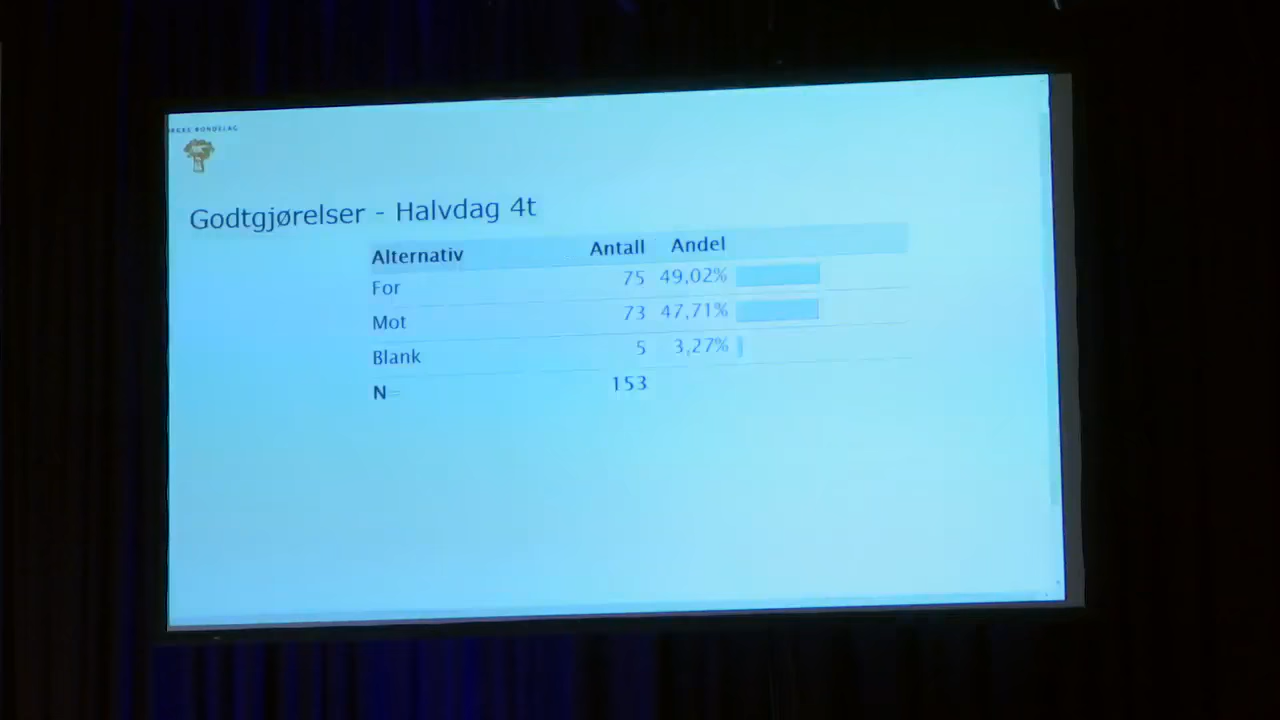 BONDELAG
Godtgjørelser - Halvdag 4t
Alternativ Antall Andel
For 75 49,02%
Mot 73 47,71%
Blank 5 3,27%
N= 153